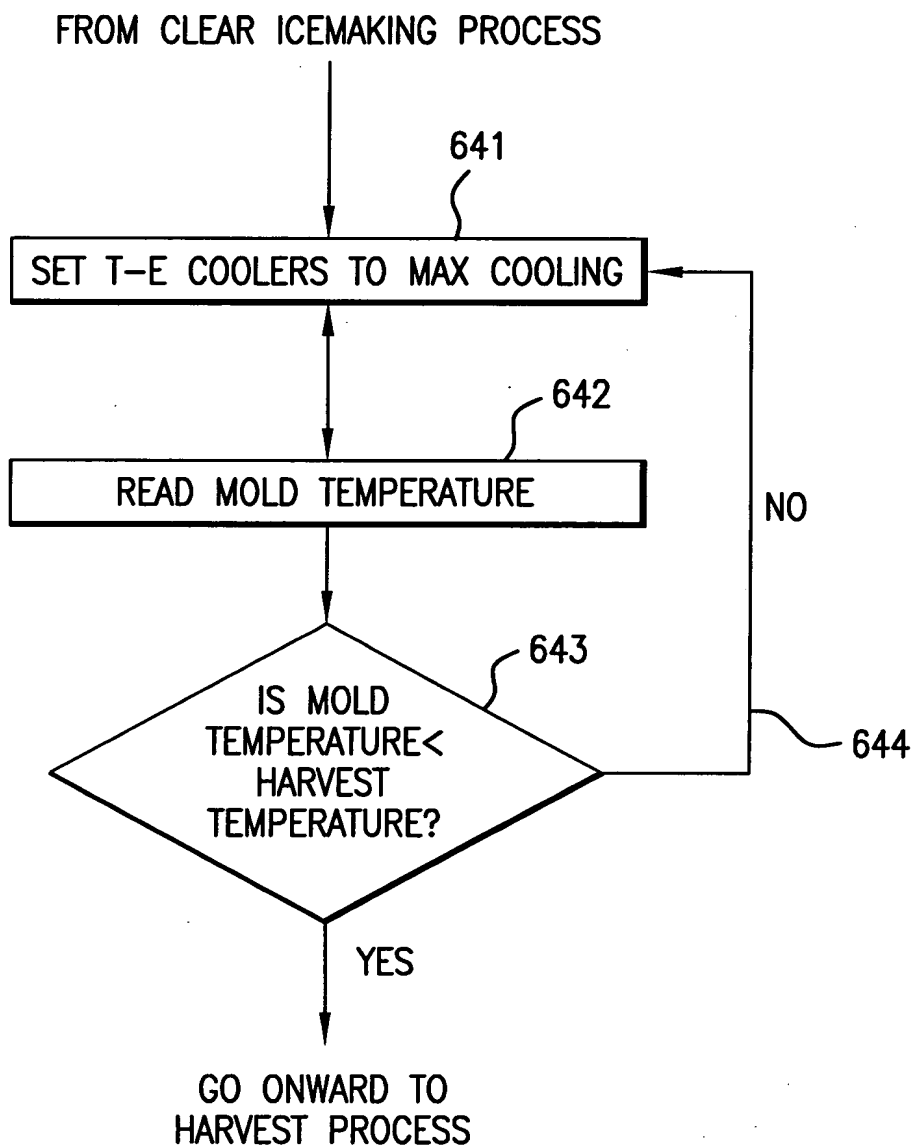 FROM CLEAR ICEMAKING PROCESS
641
SET T-E COOLERS TO MAX COOLING
642
READ MOLD TEMPERATURE
NO
643
IS MOLD
TEMPERATURE<
HARVEST
TEMPERATURE?
644
YES
GO ONWARD TO
HARVEST PROCESS